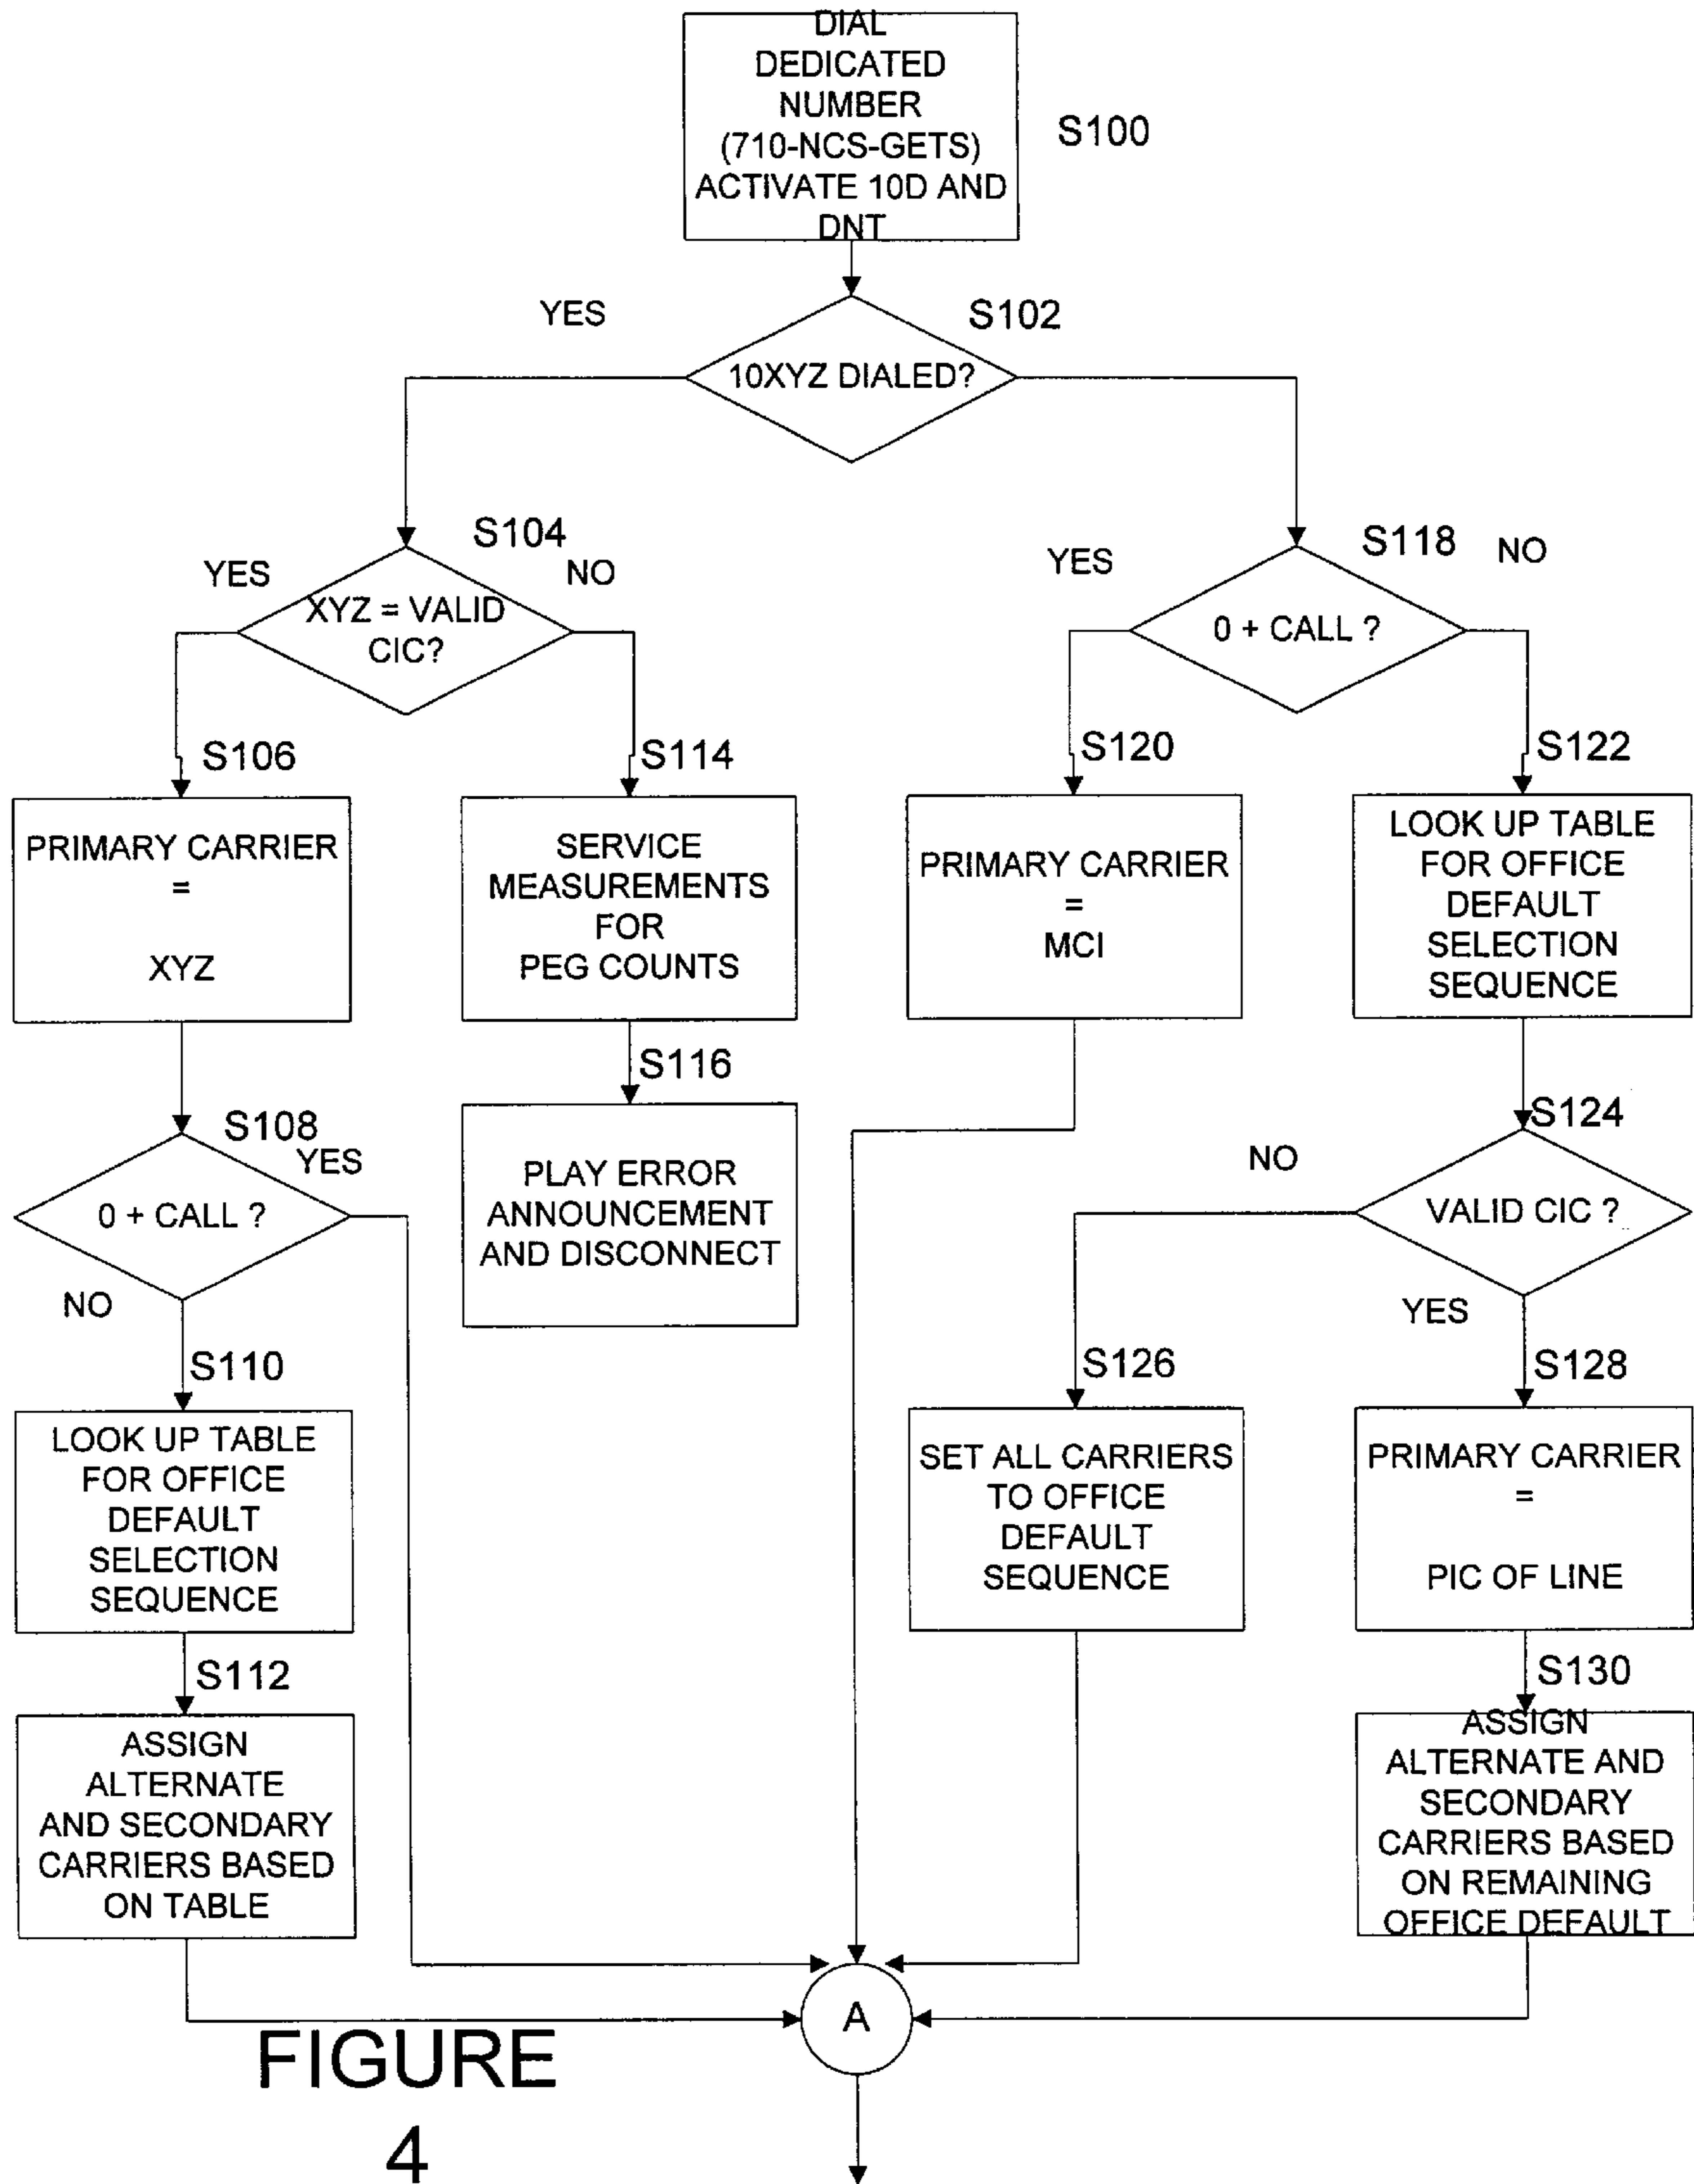 DIAL
DEDICATED
NUMBER
(710-NCS-GETS)
ACTIVATE 10D AND
DNT
S100
YES
S102
10XYZ DIALED?
S104
YES
NO
XYZ = VALID
CIC?
S118
YES
NO
0 + CALL ?
S106
PRIMARY CARRIER
=
XYZ
S114
SERVICE
MEASUREMENTS
FOR
PEG COUNTS
S120
PRIMARY CARRIER
=
MCI
S122
LOOK UP TABLE
FOR OFFICE
DEFAULT
SELECTION
SEQUENCE
S116
PLAY ERROR
ANNOUNCEMENT
AND DISCONNECT
S108
YES
0 + CALL ?
NO
S124
NO
VALID CIC ?
YES
S110
LOOK UP TABLE
FOR OFFICE
DEFAULT
SELECTION
SEQUENCE
S126
SET ALL CARRIERS
TO OFFICE
DEFAULT
SEQUENCE
S128
PRIMARY CARRIER
=
PIC OF LINE
S112
ASSIGN
ALTERNATE
AND SECONDARY
CARRIERS BASED
ON TABLE
S130
ASSIGN
ALTERNATE AND
SECONDARY
CARRIERS BASED
ON REMAINING
OFFICE DEFAULT
A
FIGURE
4